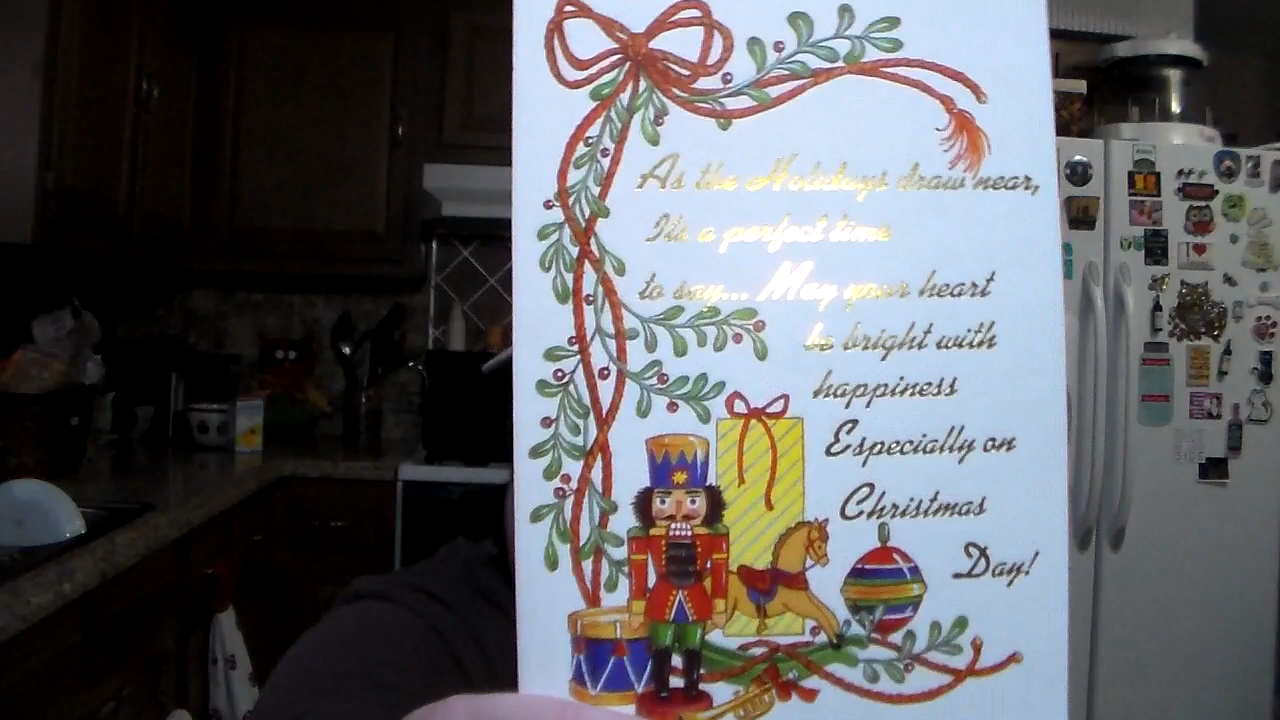 As the Holidays draw near,
It's a perfect time
to say... May your heart
be bright with
happiness
Especially on
Christmas
Day!